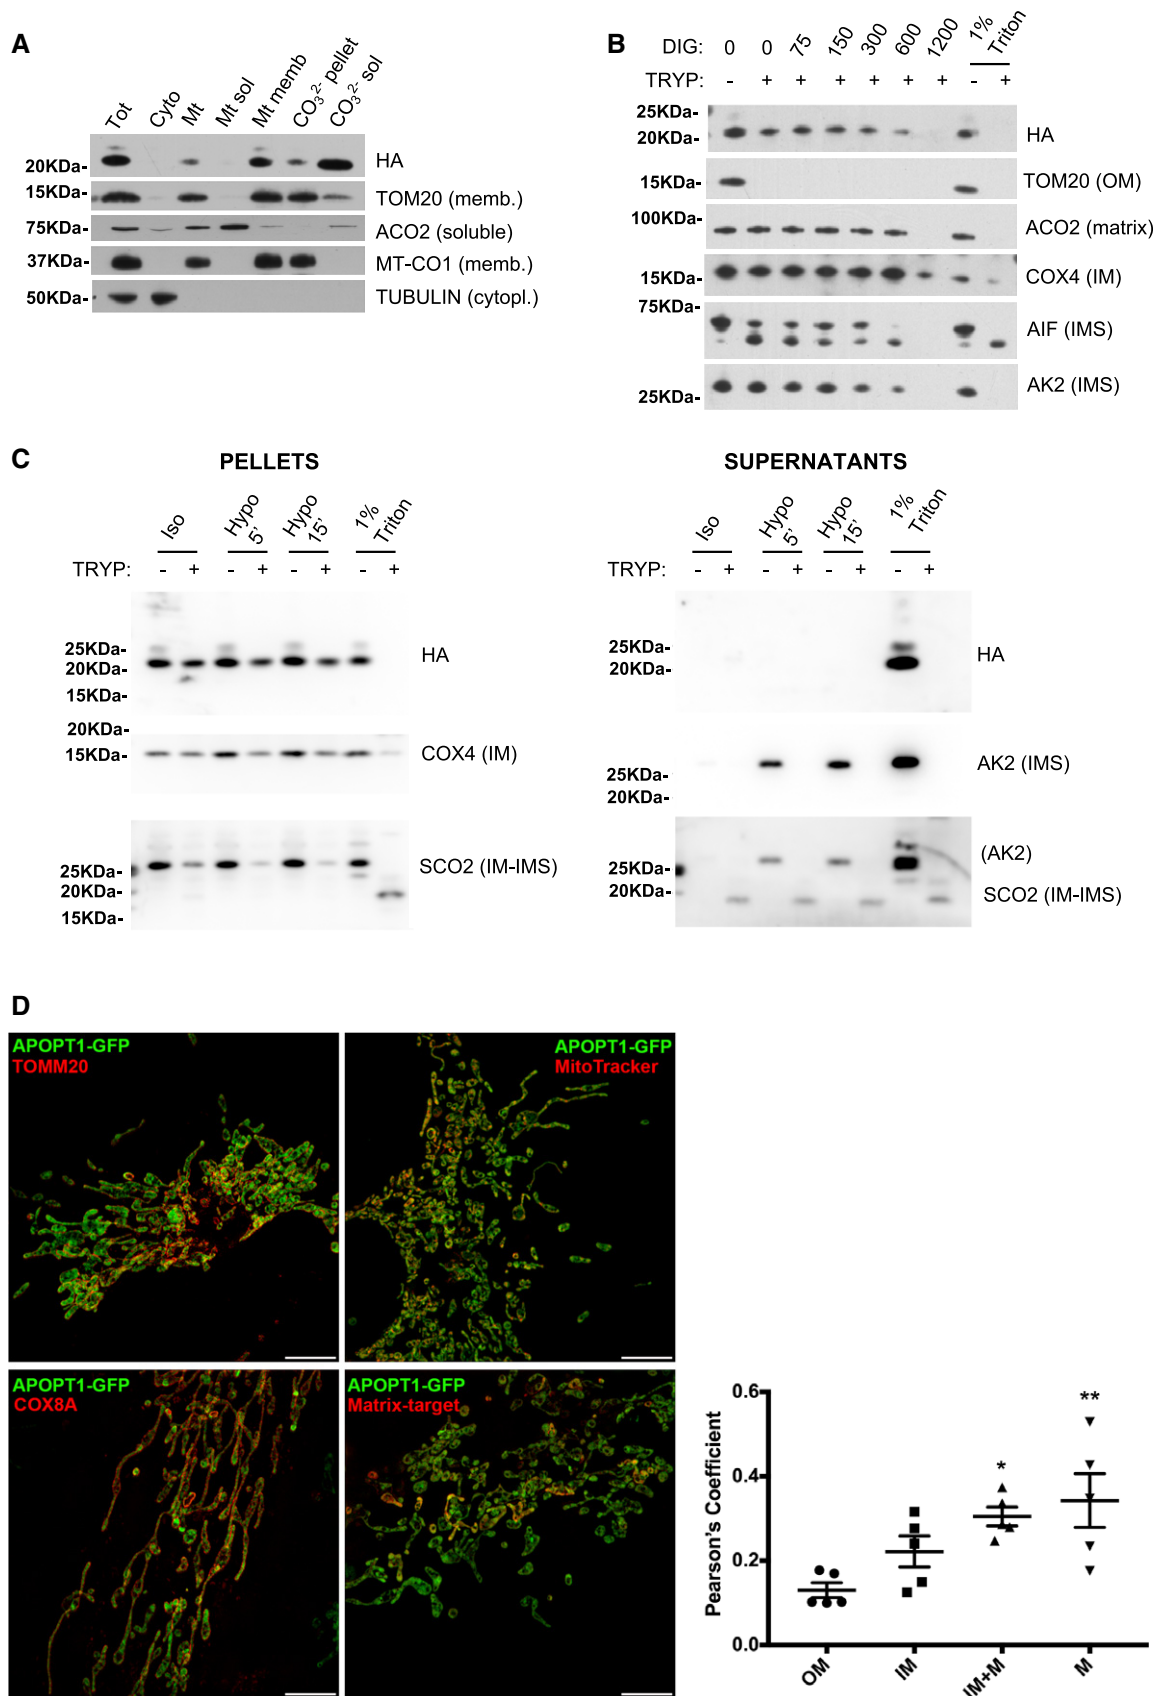 A
Tot
Cyto
Mt
Mt sol
Mt memb
CO₃²⁻ pellet
CO₃²⁻ sol
20KDa-
HA
15KDa-
TOM20 (memb.)
75KDa-
ACO2 (soluble)
37KDa-
MT-CO1 (memb.)
50KDa-
TUBULIN (cytopl.)
B
DIG: 0 0 75 150 300 600 1200 1% Triton
TRYP: - + + + + + + - +
25KDa-
20KDa-
HA
15KDa-
TOM20 (OM)
100KDa-
ACO2 (matrix)
15KDa-
COX4 (IM)
75KDa-
AIF (IMS)
25KDa-
AK2 (IMS)
C
PELLETS
Iso
Hypo 5'
Hypo 15'
1% Triton
TRYP: - + - + - + - +
25KDa-
20KDa-
15KDa-
HA
20KDa-
15KDa-
COX4 (IM)
25KDa-
20KDa-
15KDa-
SCO2 (IM-IMS)
SUPERNATANTS
Iso
Hypo 5'
Hypo 15'
1% Triton
TRYP: - + - + - + - +
25KDa-
20KDa-
HA
25KDa-
20KDa-
AK2 (IMS)
25KDa-
20KDa-
(AK2)
SCO2 (IM-IMS)
D
APOPT1-GFP
TOMM20
APOPT1-GFP
MitoTracker
APOPT1-GFP
COX8A
APOPT1-GFP
Matrix-target
Pearson's Coefficient
0.6
0.4
0.2
0.0
*
**
OM
IM
IM+M
M